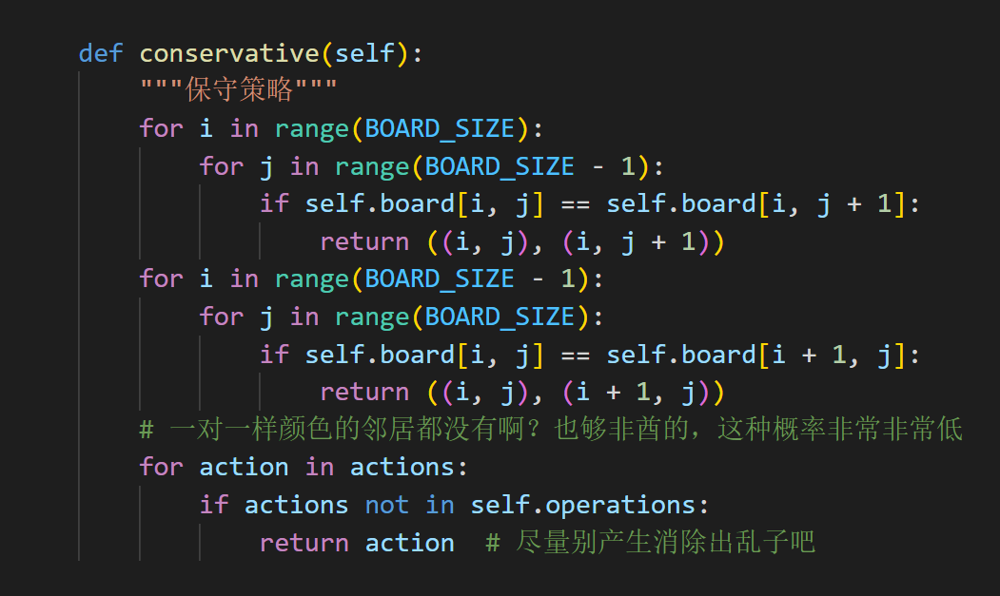 def conservative(self):
    """保守策略"""
    for i in range(BOARD_SIZE):
        for j in range(BOARD_SIZE - 1):
            if self.board[i, j] == self.board[i, j + 1]:
                return ((i, j), (i, j + 1))
    for i in range(BOARD_SIZE - 1):
        for j in range(BOARD_SIZE):
            if self.board[i, j] == self.board[i + 1, j]:
                return ((i, j), (i + 1, j))
    # 一对一样颜色的邻居都没有啊？也够非酋的，这种概率非常非常低
    for action in actions:
        if actions not in self.operations:
            return action  # 尽量别产生消除出乱子吧